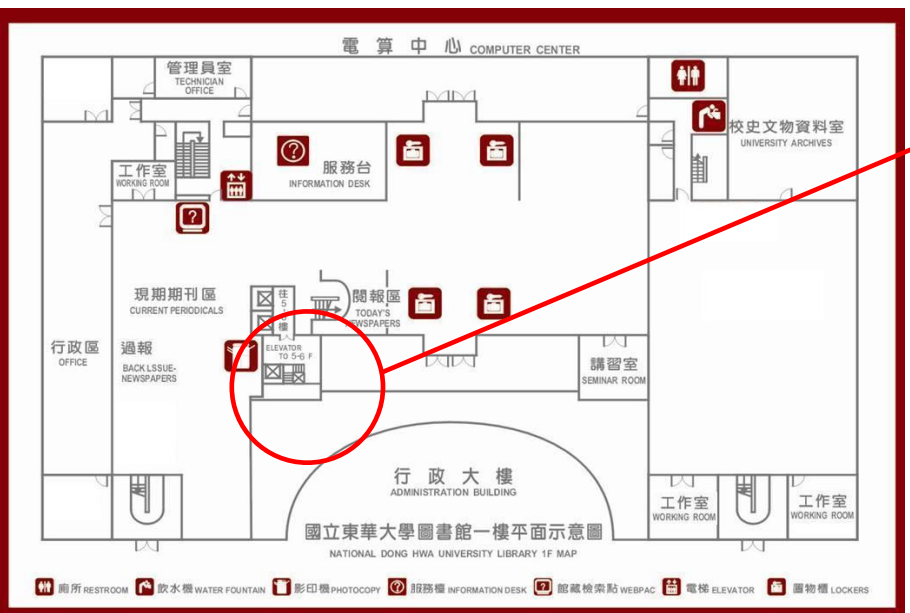 電算中心 COMPUTER CENTER
管理員室
TECHNICIAN
OFFICE
校史文物資料室
UNIVERSITY ARCHIVES
服務台
INFORMATION DESK
工作室
WORKING ROOM
現期期刊區
CURRENT PERIODICALS
往
5
樓
閱報區
TODAY'S
ELEVATOR
TO 5-6 F
行政區
OFFICE
過報
BACK LSSUE-
NEWSPAPERS
講習室
SEMINAR ROOM
行政大樓
ADMINISTRATION BUILDING
工作室
WORKING ROOM
工作室
WORKING ROOM
國立東華大學圖書館一樓平面示意圖
NATIONAL DONG HWA UNIVERSITY LIBRARY 1F MAP
廁所 RESTROOM 飲水機 WATER FOUNTAIN 影印機 PHOTOCOPY 服務檯 INFORMATION DESK 館藏檢索點 WEBPAC 電梯 ELEVATOR 置物櫃 LOCKERS